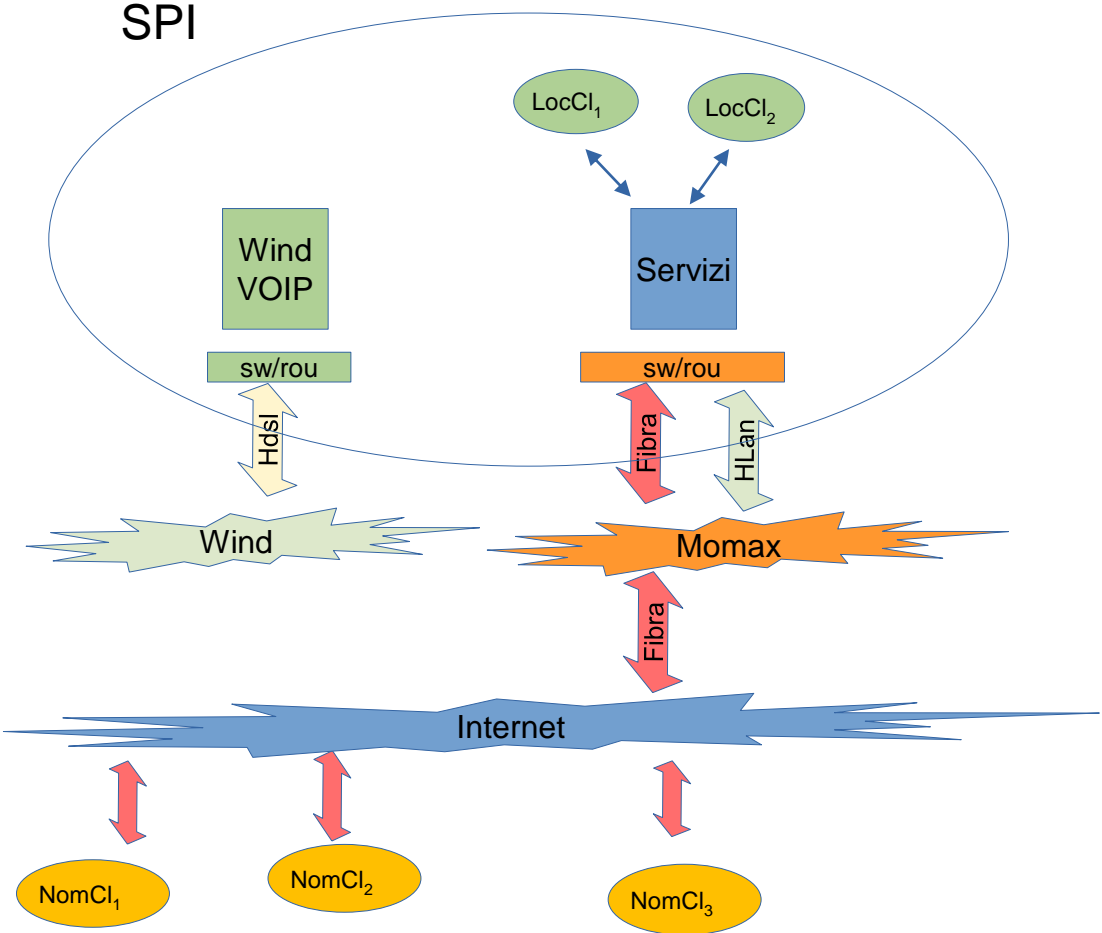 SPI
LocCl1
LocCl2
Wind
VOIP
Servizi
sw/rou
sw/rou
Hdsl
Fibra
HLan
Wind
Momax
Fibra
Internet
NomCl1
NomCl2
NomCl3